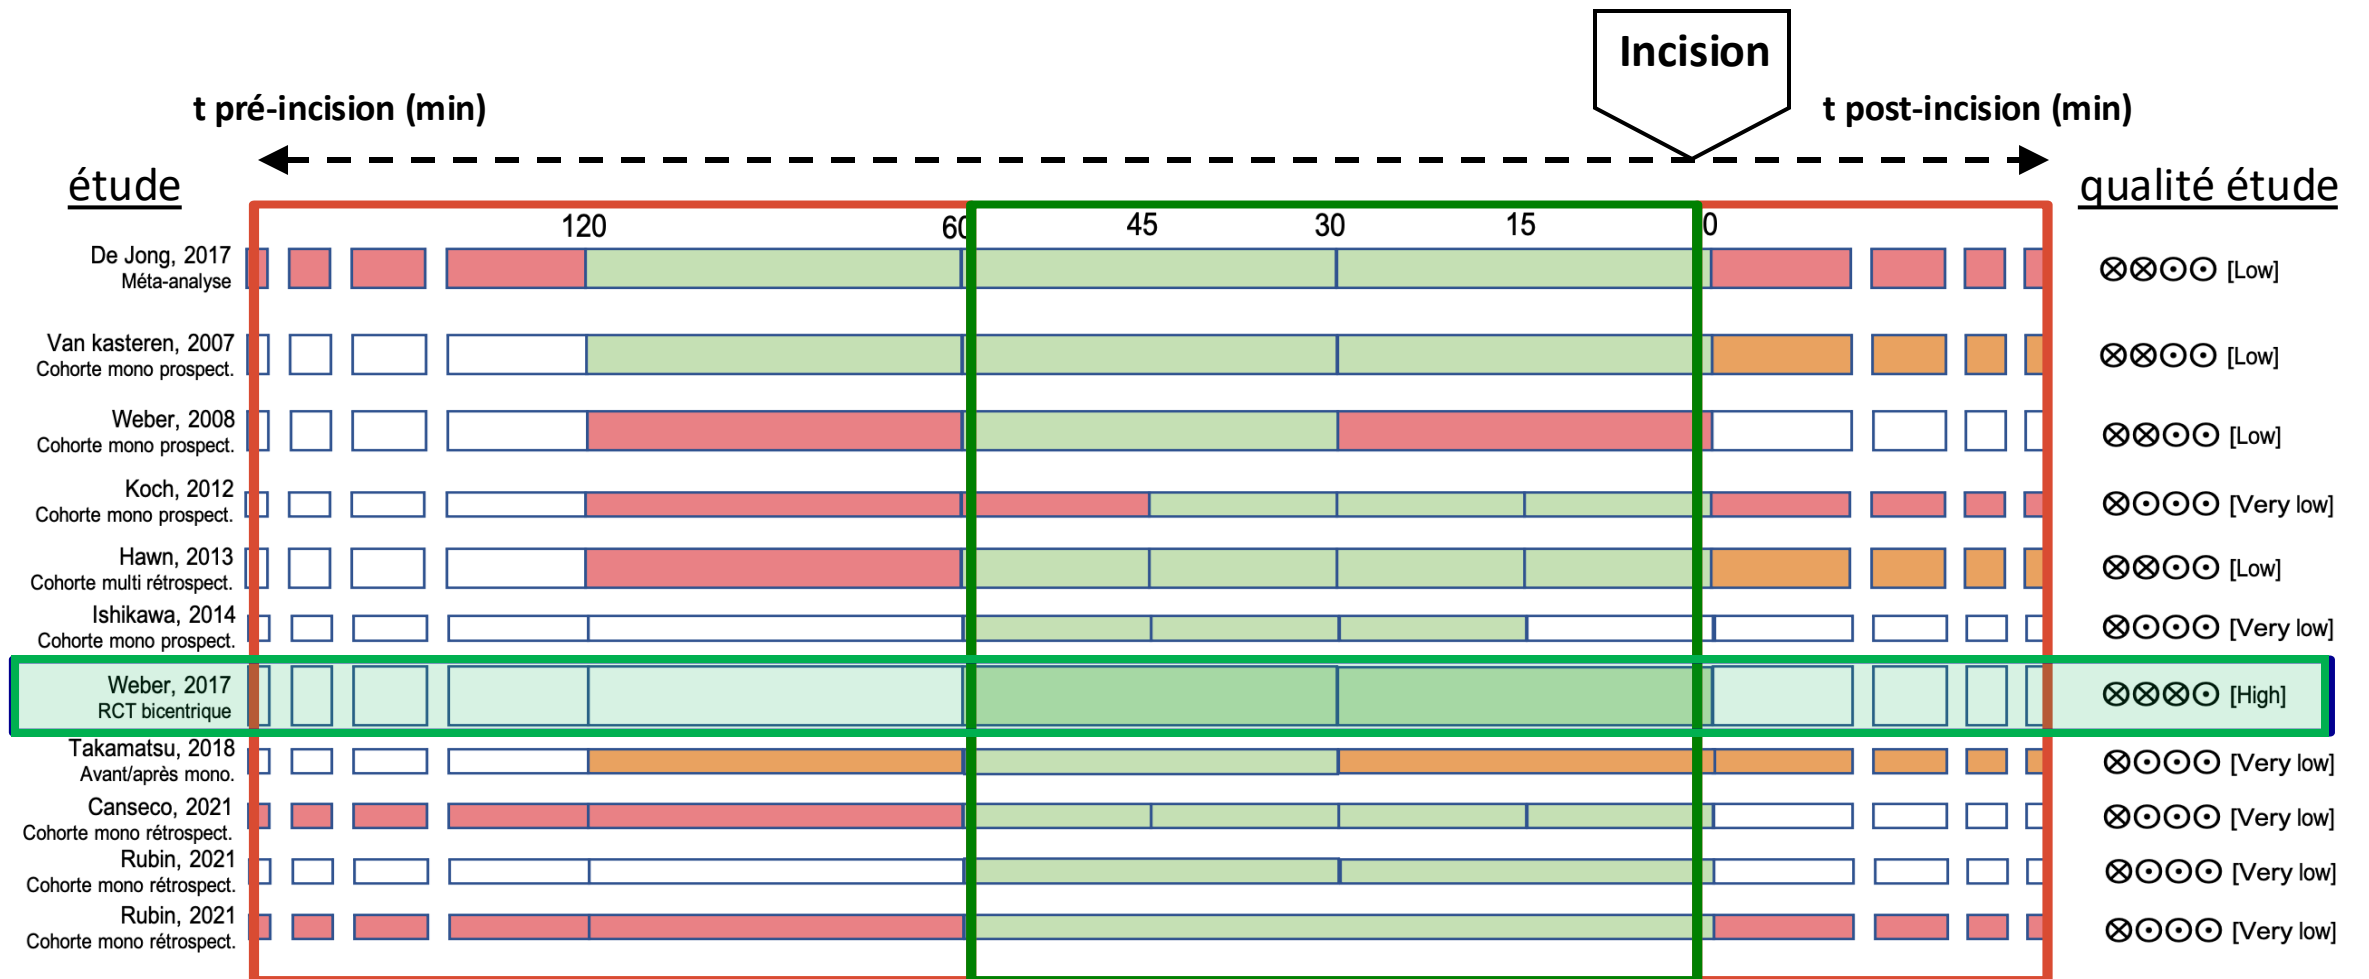 Incision
t pré-incision (min)
t post-incision (min)
étude
qualité étude
120 60 45 30 15 0
De Jong, 2017
Méta-analyse
[Low]
Van kasteren, 2007
Cohorte mono prospect.
[Low]
Weber, 2008
Cohorte mono prospect.
[Low]
Koch, 2012
Cohorte mono prospect.
[Very low]
Hawn, 2013
Cohorte multi rétrospect.
[Low]
Ishikawa, 2014
Cohorte mono prospect.
[Very low]
Weber, 2017
RCT bicentrique
[High]
Takamatsu, 2018
Avant/après mono.
[Very low]
Canseco, 2021
Cohorte mono rétrospect.
[Very low]
Rubin, 2021
Cohorte mono rétrospect.
[Very low]
Rubin, 2021
Cohorte mono rétrospect.
[Very low]